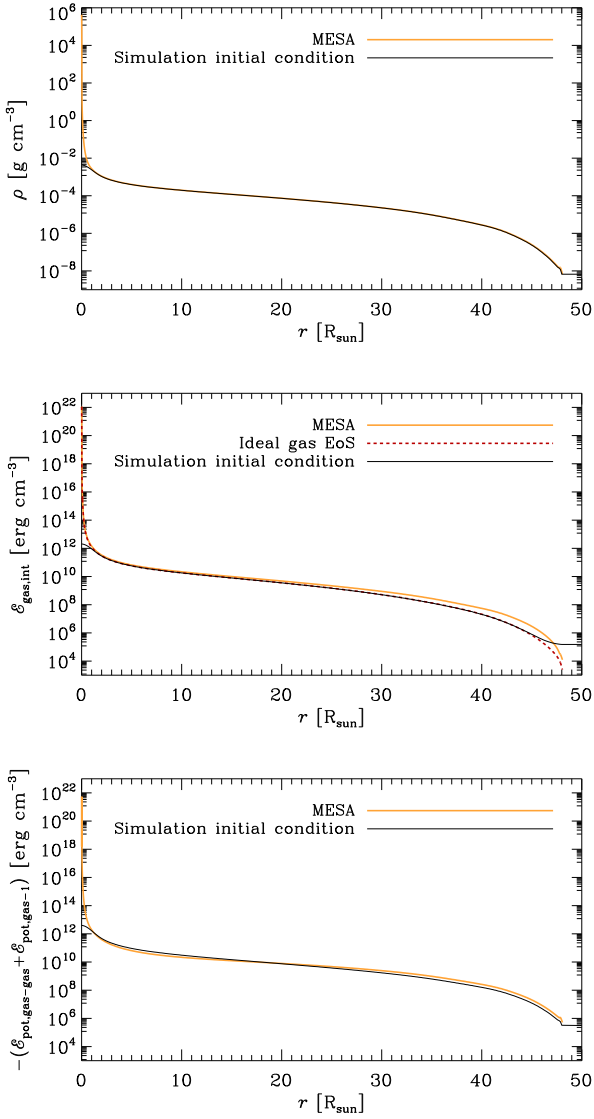 10^6
MESA
10^4
Simulation initial condition
10^2
10^0
10^-2
10^-4
10^-6
10^-8
ρ [g cm^-3]
0 10 20 30 40 50
r [R_sun]
10^22
MESA
10^20
Ideal gas EoS
10^18
Simulation initial condition
10^16
10^14
10^12
10^10
10^8
10^6
10^4
ℰ_gas,int [erg cm^-3]
0 10 20 30 40 50
r [R_sun]
10^22
MESA
10^20
Simulation initial condition
10^18
10^16
10^14
10^12
10^10
10^8
10^6
10^4
-(ℰ_pot,gas-gas+ℰ_pot,gas-1) [erg cm^-3]
0 10 20 30 40 50
r [R_sun]